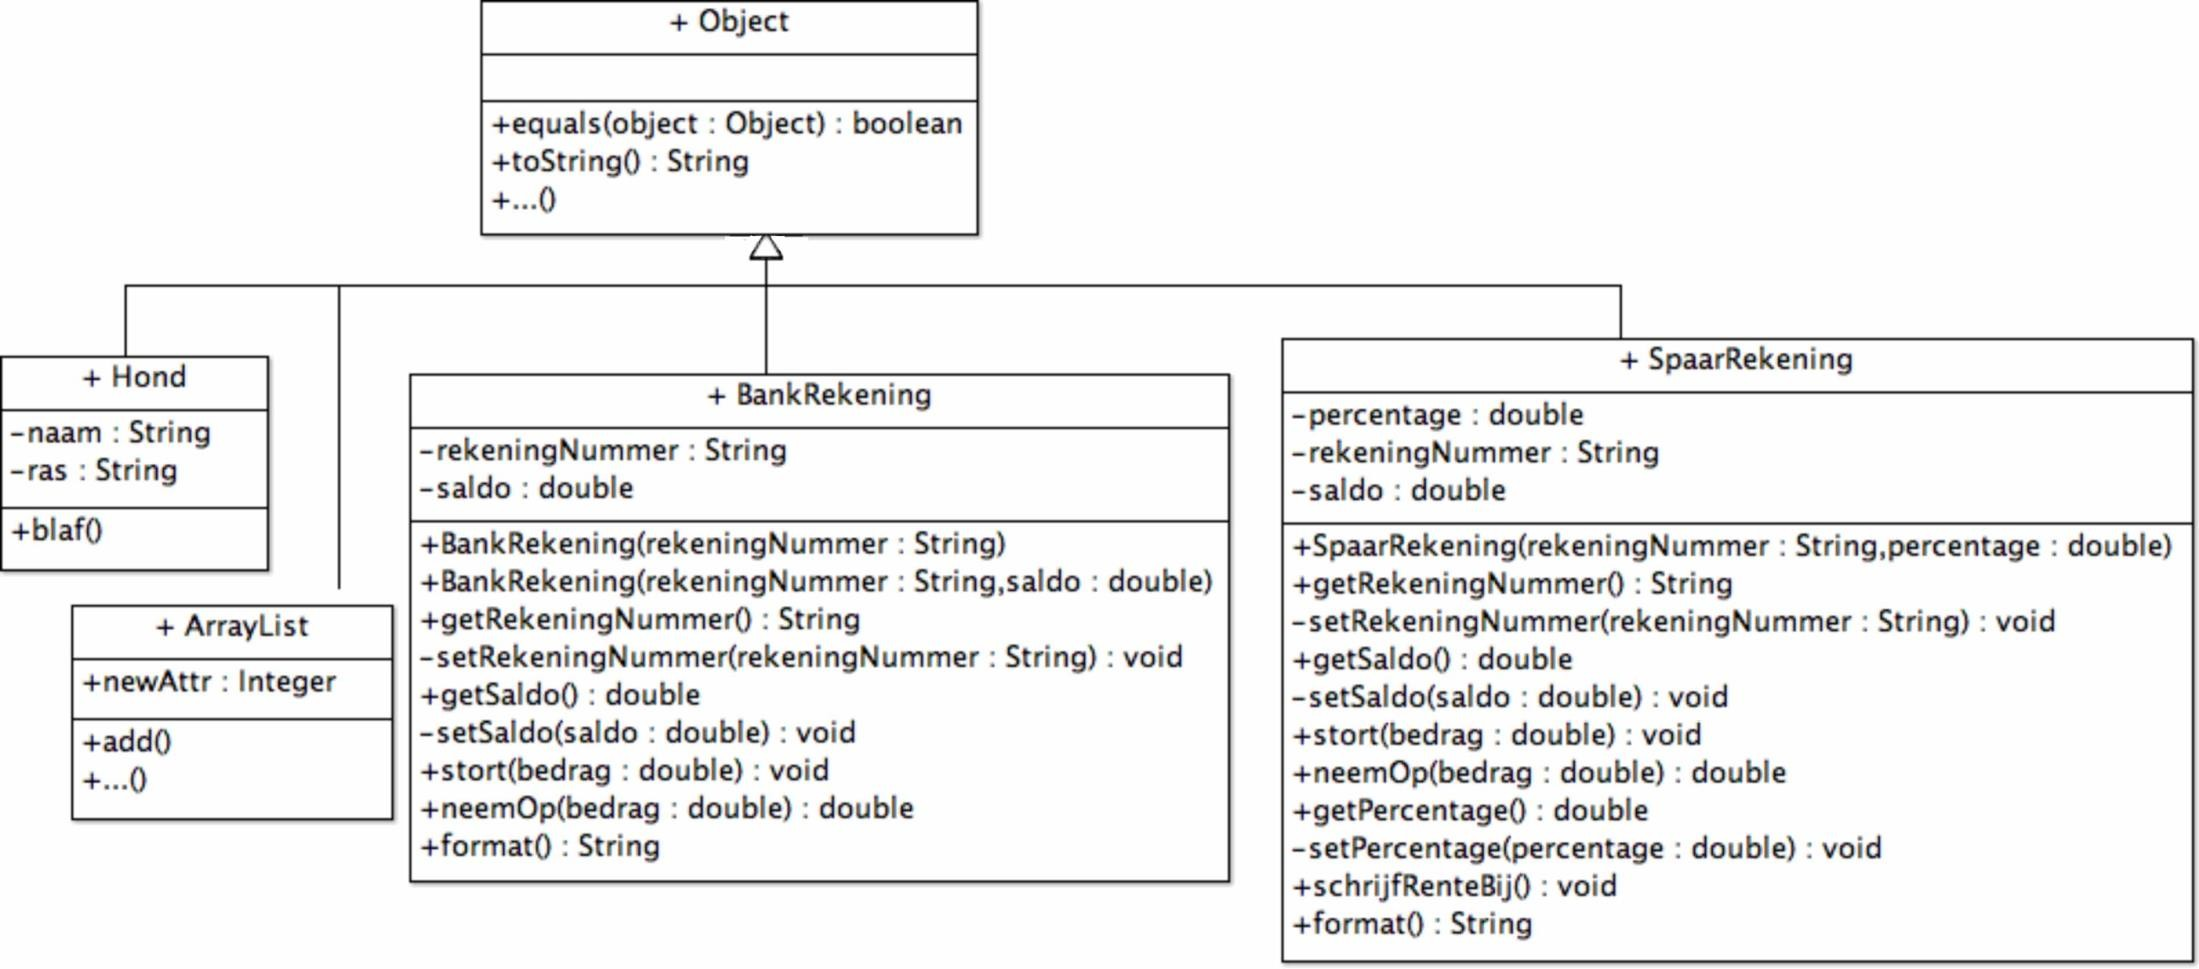 + Object
+equals(object : Object) : boolean
+toString() : String
+...()
+ Hond
-naam : String
-ras : String
+blaf()
+ ArrayList
+newAttr : Integer
+add()
+...()
+ BankRekening
-rekeningNummer : String
-saldo : double
+BankRekening(rekeningNummer : String)
+BankRekening(rekeningNummer : String,saldo : double)
+getRekeningNummer() : String
-setRekeningNummer(rekeningNummer : String) : void
+getSaldo() : double
-setSaldo(saldo : double) : void
+stort(bedrag : double) : void
+neemOp(bedrag : double) : double
+format() : String
+ SpaarRekening
-percentage : double
-rekeningNummer : String
-saldo : double
+SpaarRekening(rekeningNummer : String,percentage : double)
+getRekeningNummer() : String
-setRekeningNummer(rekeningNummer : String) : void
+getSaldo() : double
-setSaldo(saldo : double) : void
+stort(bedrag : double) : void
+neemOp(bedrag : double) : double
+getPercentage() : double
-setPercentage(percentage : double) : void
+schrijfRenteBij() : void
+format() : String